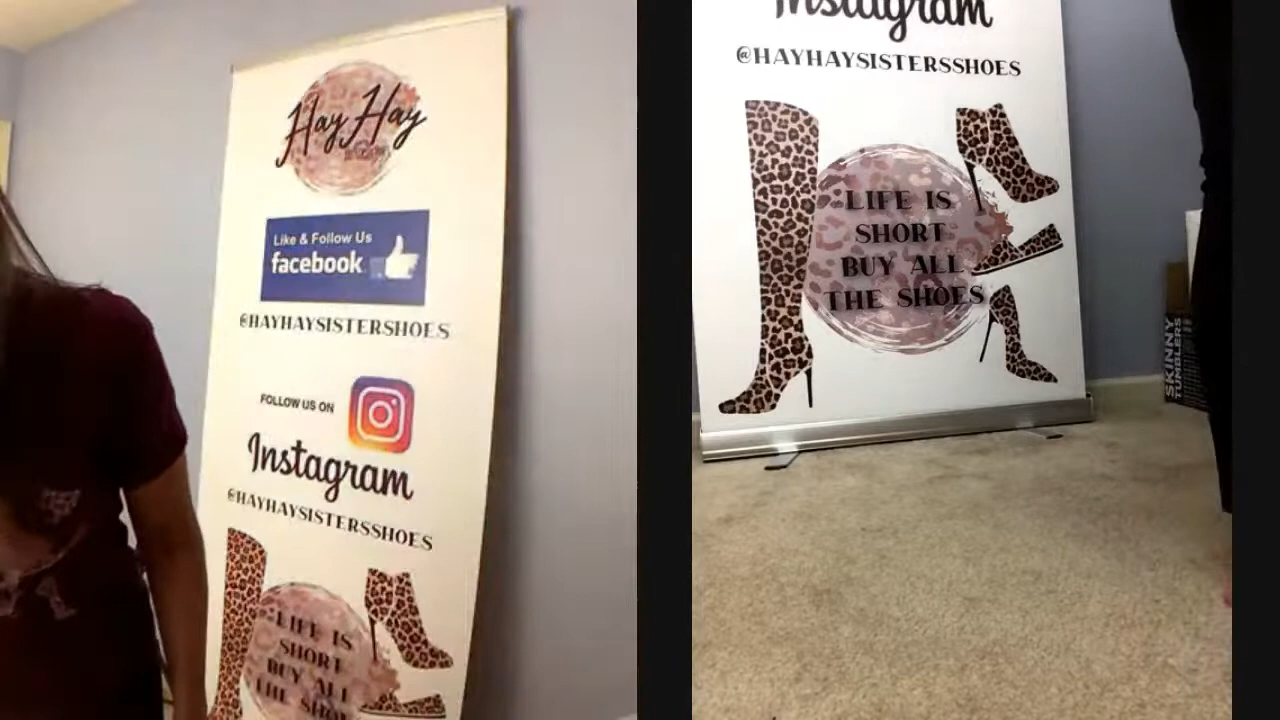 Hay Hay
Like & Follow Us
facebook
@HAYHAYSISTERSHOES
FOLLOW US ON
Instagram
@HAYHAYSISTERSSHOES
LIFE IS
SHORT
BUY ALL
THE
Instagram
@HAYHAYSISTERSSHOES
LIFE IS
SHORT
BUY ALL
THE SHOES
SKINNY
TUMBLERS